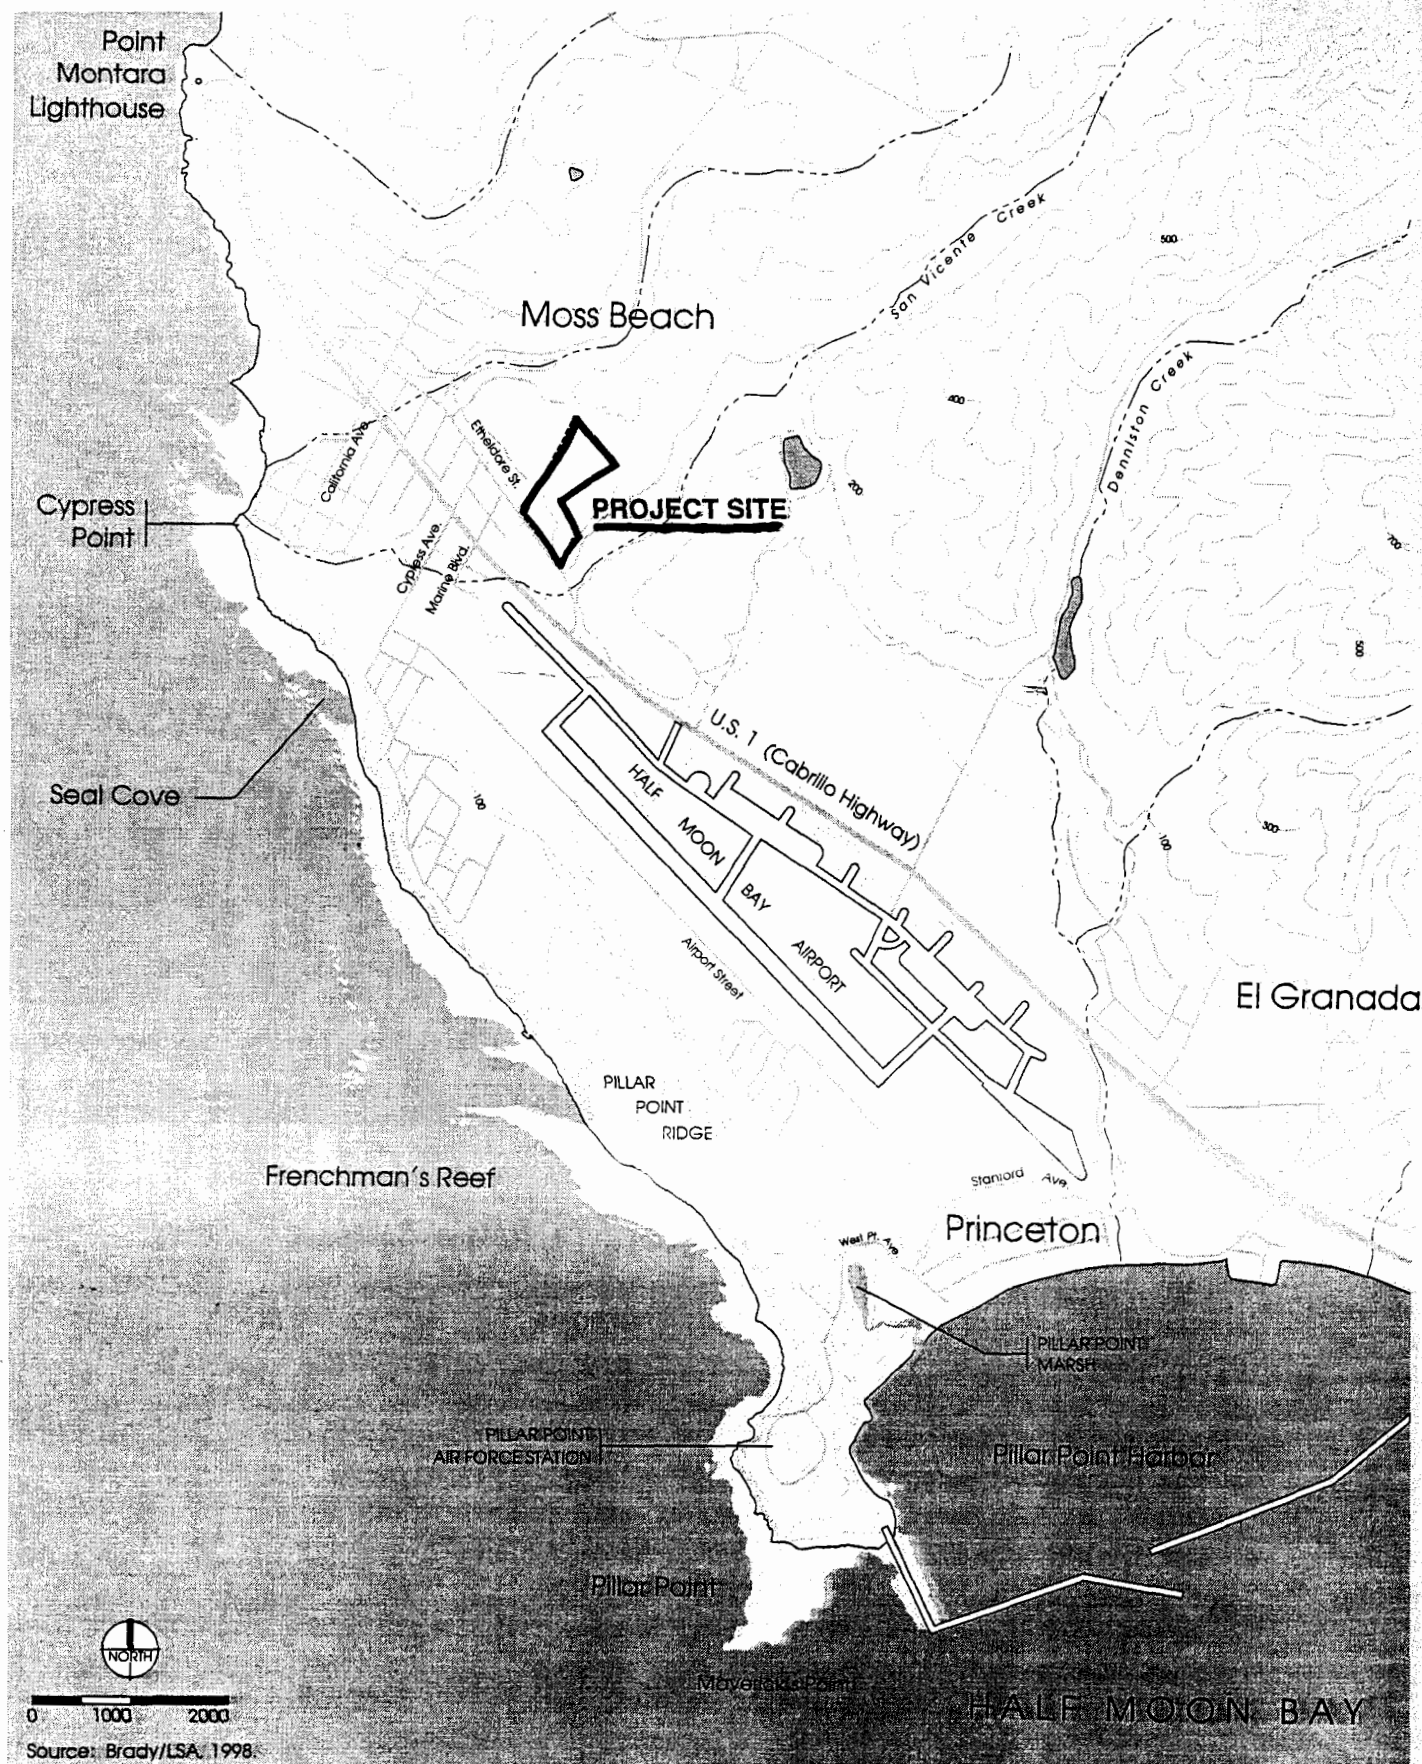 Point
Montara
Lighthouse
San Vicente Creek
500
Moss Beach
Denniston Creek
400
California Ave.
Etheldore St.
200
Cypress
Point
PROJECT SITE
700
Cypress Ave.
Marine Blvd.
500
U.S. 1 (Cabrillo Highway)
Seal Cove
100
HALF
MOON
BAY
AIRPORT
300
100
Airport Street
El Granada
PILLAR
POINT
RIDGE
Frenchman's Reef
Stanford Ave.
Princeton
West Pt. Ave.
PILLAR POINT
MARSH
PILLAR POINT
AIR FORCE STATION
Pillar Point Harbor
Pillar Point
NORTH
Maverick's Point
HALF MOON BAY
0 1000 2000
Source: Brady/LSA, 1998.